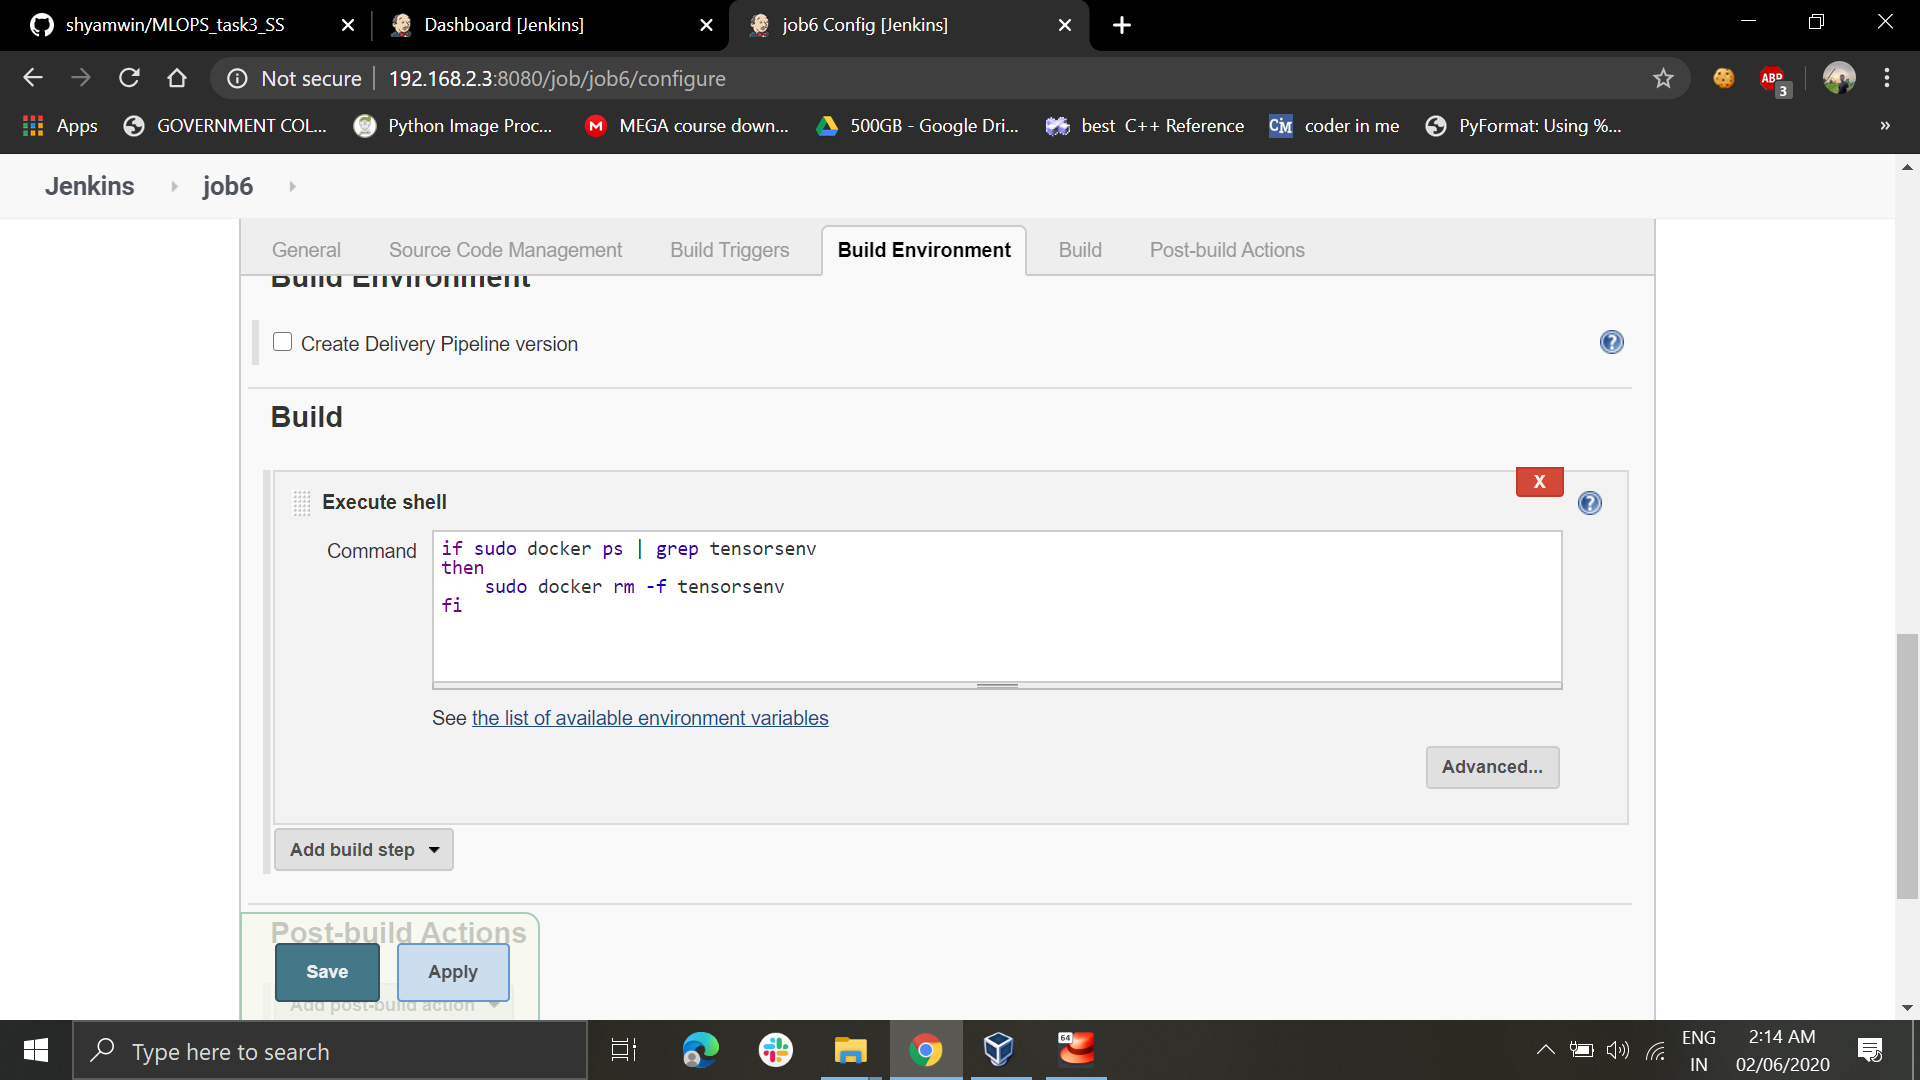 shyamwin/MLOPS_task3_SS
Dashboard [Jenkins]
job6 Config [Jenkins]
Not secure
192.168.2.3:8080/job/job6/configure
ABP
3
Apps
GOVERNMENT COL...
Python Image Proc...
M
MEGA course down...
500GB - Google Dri...
best C++ Reference
CM
coder in me
PyFormat: Using %...
»
Jenkins
job6
General
Source Code Management
Build Triggers
Build Environment
Build
Post-build Actions
Build Environment
Create Delivery Pipeline version
?
Build
X
Execute shell
?
Command
if sudo docker ps | grep tensorsenv
then
    sudo docker rm -f tensorsenv
fi
See the list of available environment variables
Advanced...
Add build step
Post-build Actions
Save
Apply
Add post-build action
Type here to search
64
ENG
IN
2:14 AM
02/06/2020